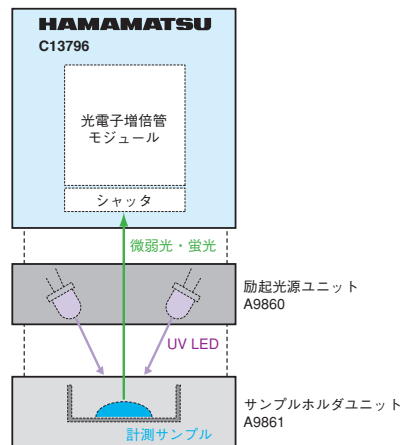 HAMAMATSU
C13796
光電子増倍管
モジュール
シャッタ
微弱光・蛍光
励起光源ユニット
A9860
UV LED
サンプルホルダユニット
A9861
計測サンプル